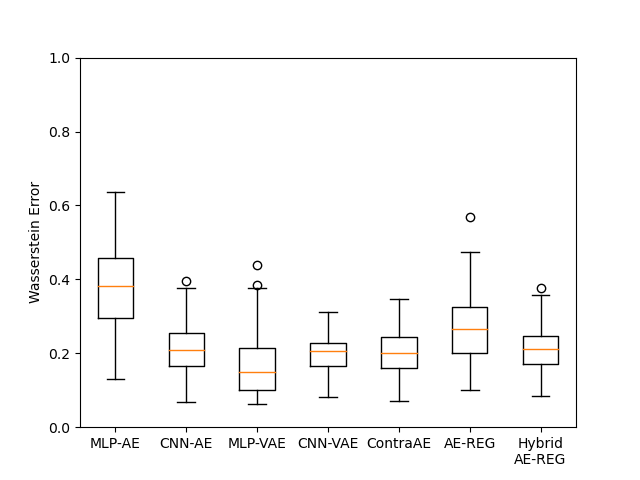 1.0
0.8
0.6
0.4
0.2
0.0
Wasserstein Error
MLP-AE CNN-AE MLP-VAE CNN-VAE ContraAE AE-REG Hybrid
AE-REG